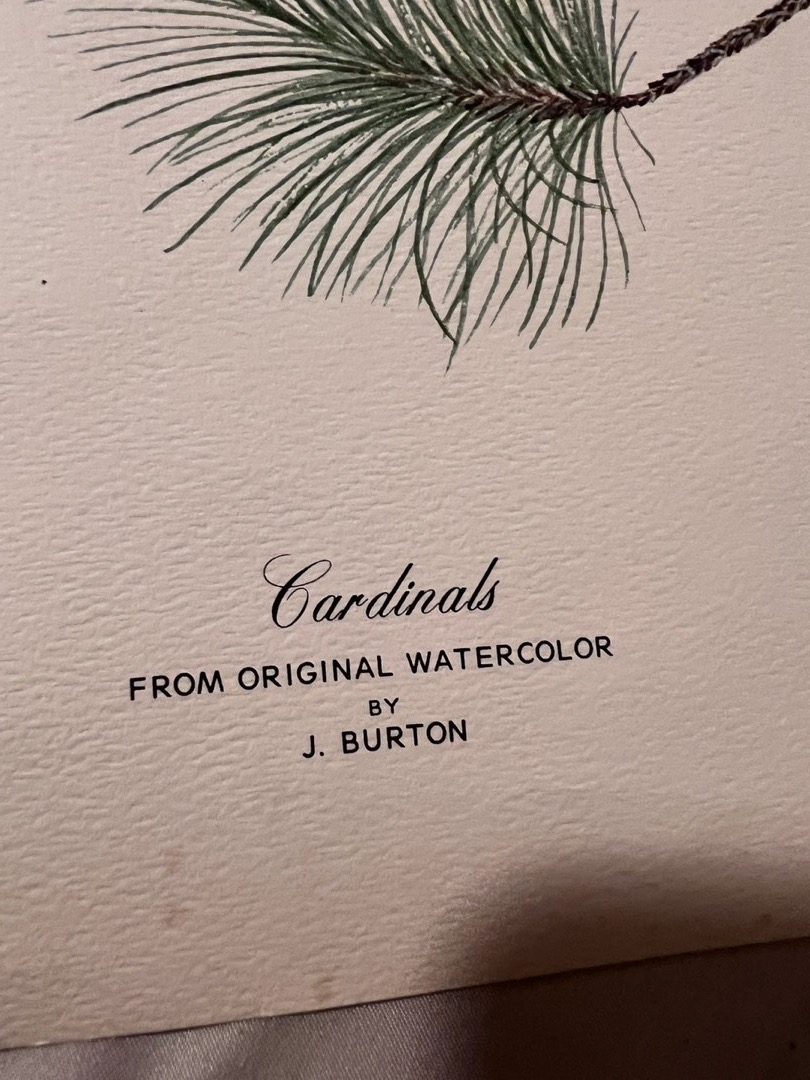 Cardinals
FROM ORIGINAL WATERCOLOR
BY
J. BURTON